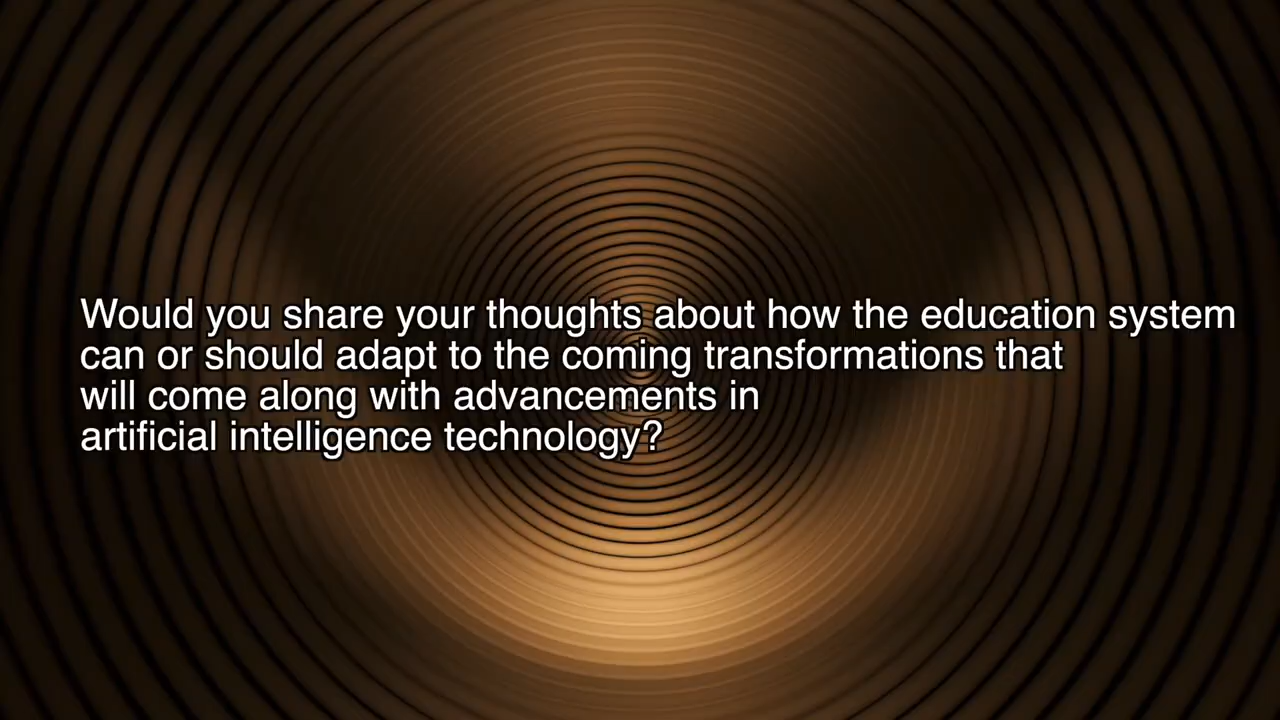 Would you share your thoughts about how the education system
can or should adapt to the coming transformations that
will come along with advancements in
artificial intelligence technology?